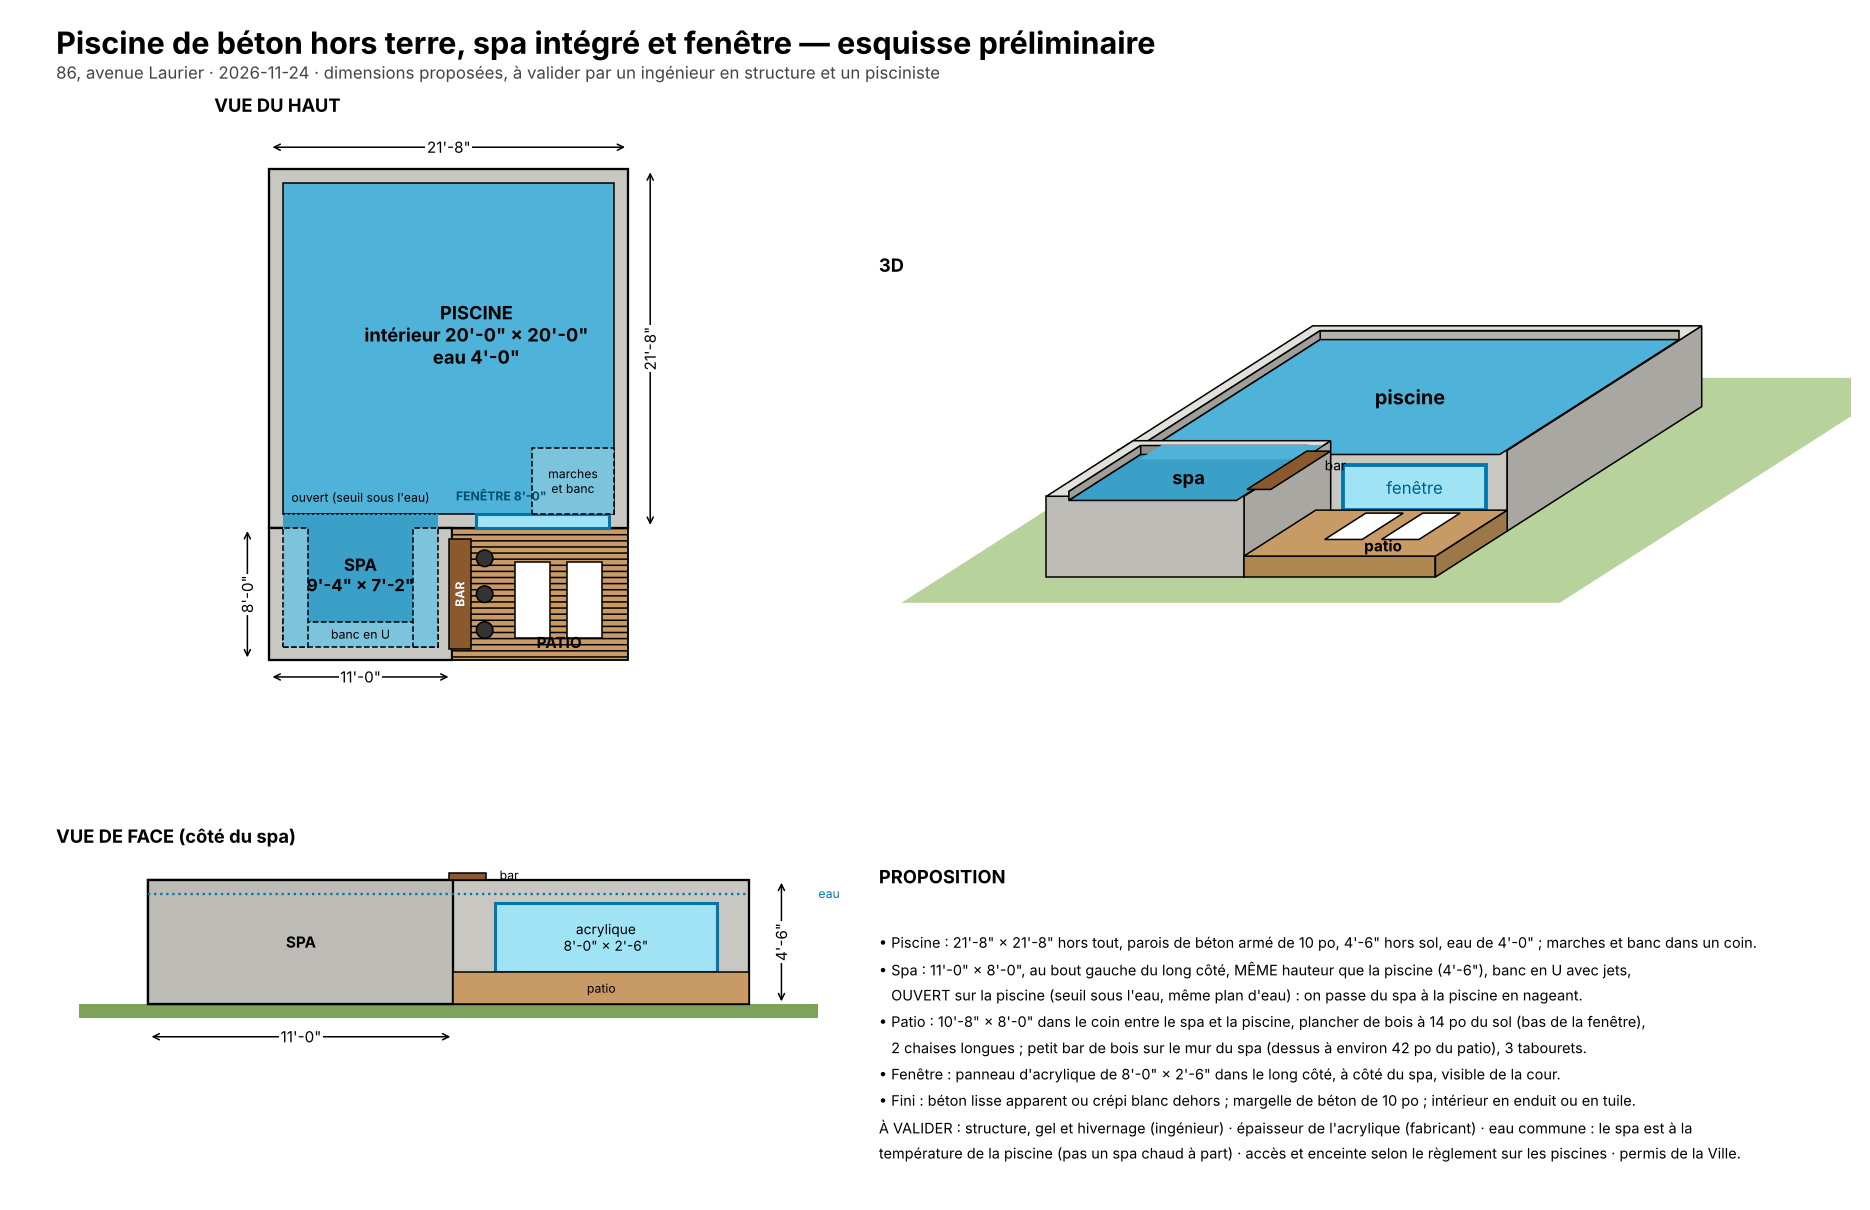 Piscine de béton hors terre, spa intégré et fenêtre — esquisse préliminaire
86, avenue Laurier · 2026-11-24 · dimensions proposées, à valider par un ingénieur en structure et un pisciniste
VUE DU HAUT
21'-8"
PISCINE
intérieur 20'-0" × 20'-0"
eau 4'-0"
21'-8"
marches
et banc
ouvert (seuil sous l'eau)
FENÊTRE 8'-0"
SPA
9'-4" × 7'-2"
banc en U
BAR
PATIO
8'-0"
11'-0"
3D
piscine
spa
bar
fenêtre
patio
VUE DE FACE (côté du spa)
bar
eau
SPA
acrylique
8'-0" × 2'-6"
4'-6"
patio
11'-0"
PROPOSITION
• Piscine : 21'-8" × 21'-8" hors tout, parois de béton armé de 10 po, 4'-6" hors sol, eau de 4'-0" ; marches et banc dans un coin.
• Spa : 11'-0" × 8'-0", au bout gauche du long côté, MÊME hauteur que la piscine (4'-6"), banc en U avec jets,
OUVERT sur la piscine (seuil sous l'eau, même plan d'eau) : on passe du spa à la piscine en nageant.
• Patio : 10'-8" × 8'-0" dans le coin entre le spa et la piscine, plancher de bois à 14 po du sol (bas de la fenêtre),
2 chaises longues ; petit bar de bois sur le mur du spa (dessus à environ 42 po du patio), 3 tabourets.
• Fenêtre : panneau d'acrylique de 8'-0" × 2'-6" dans le long côté, à côté du spa, visible de la cour.
• Fini : béton lisse apparent ou crépi blanc dehors ; margelle de béton de 10 po ; intérieur en enduit ou en tuile.
À VALIDER : structure, gel et hivernage (ingénieur) · épaisseur de l'acrylique (fabricant) · eau commune : le spa est à la
température de la piscine (pas un spa chaud à part) · accès et enceinte selon le règlement sur les piscines · permis de la Ville.